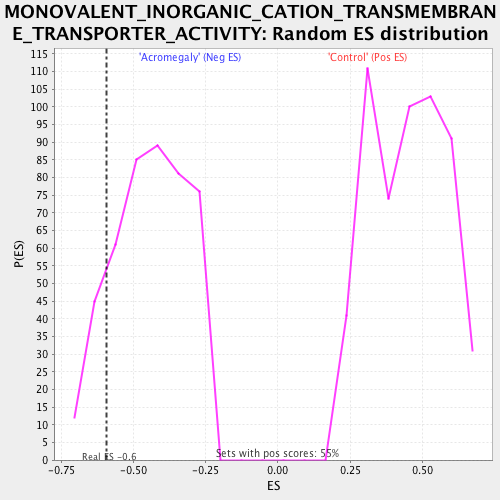 MONOVALENT_INORGANIC_CATION_TRANSMEMBRAN
E_TRANSPORTER_ACTIVITY: Random ES distribution
'Acromegaly' (Neg ES)
'Control' (Pos ES)
115
110
105
100
95
90
85
80
75
70
65
60
55
50
45
40
35
30
25
20
15
10
5
0
P(ES)
Real ES -0.6
Sets with pos scores: 55%
-0.75 -0.50 -0.25 0.00 0.25 0.50
ES